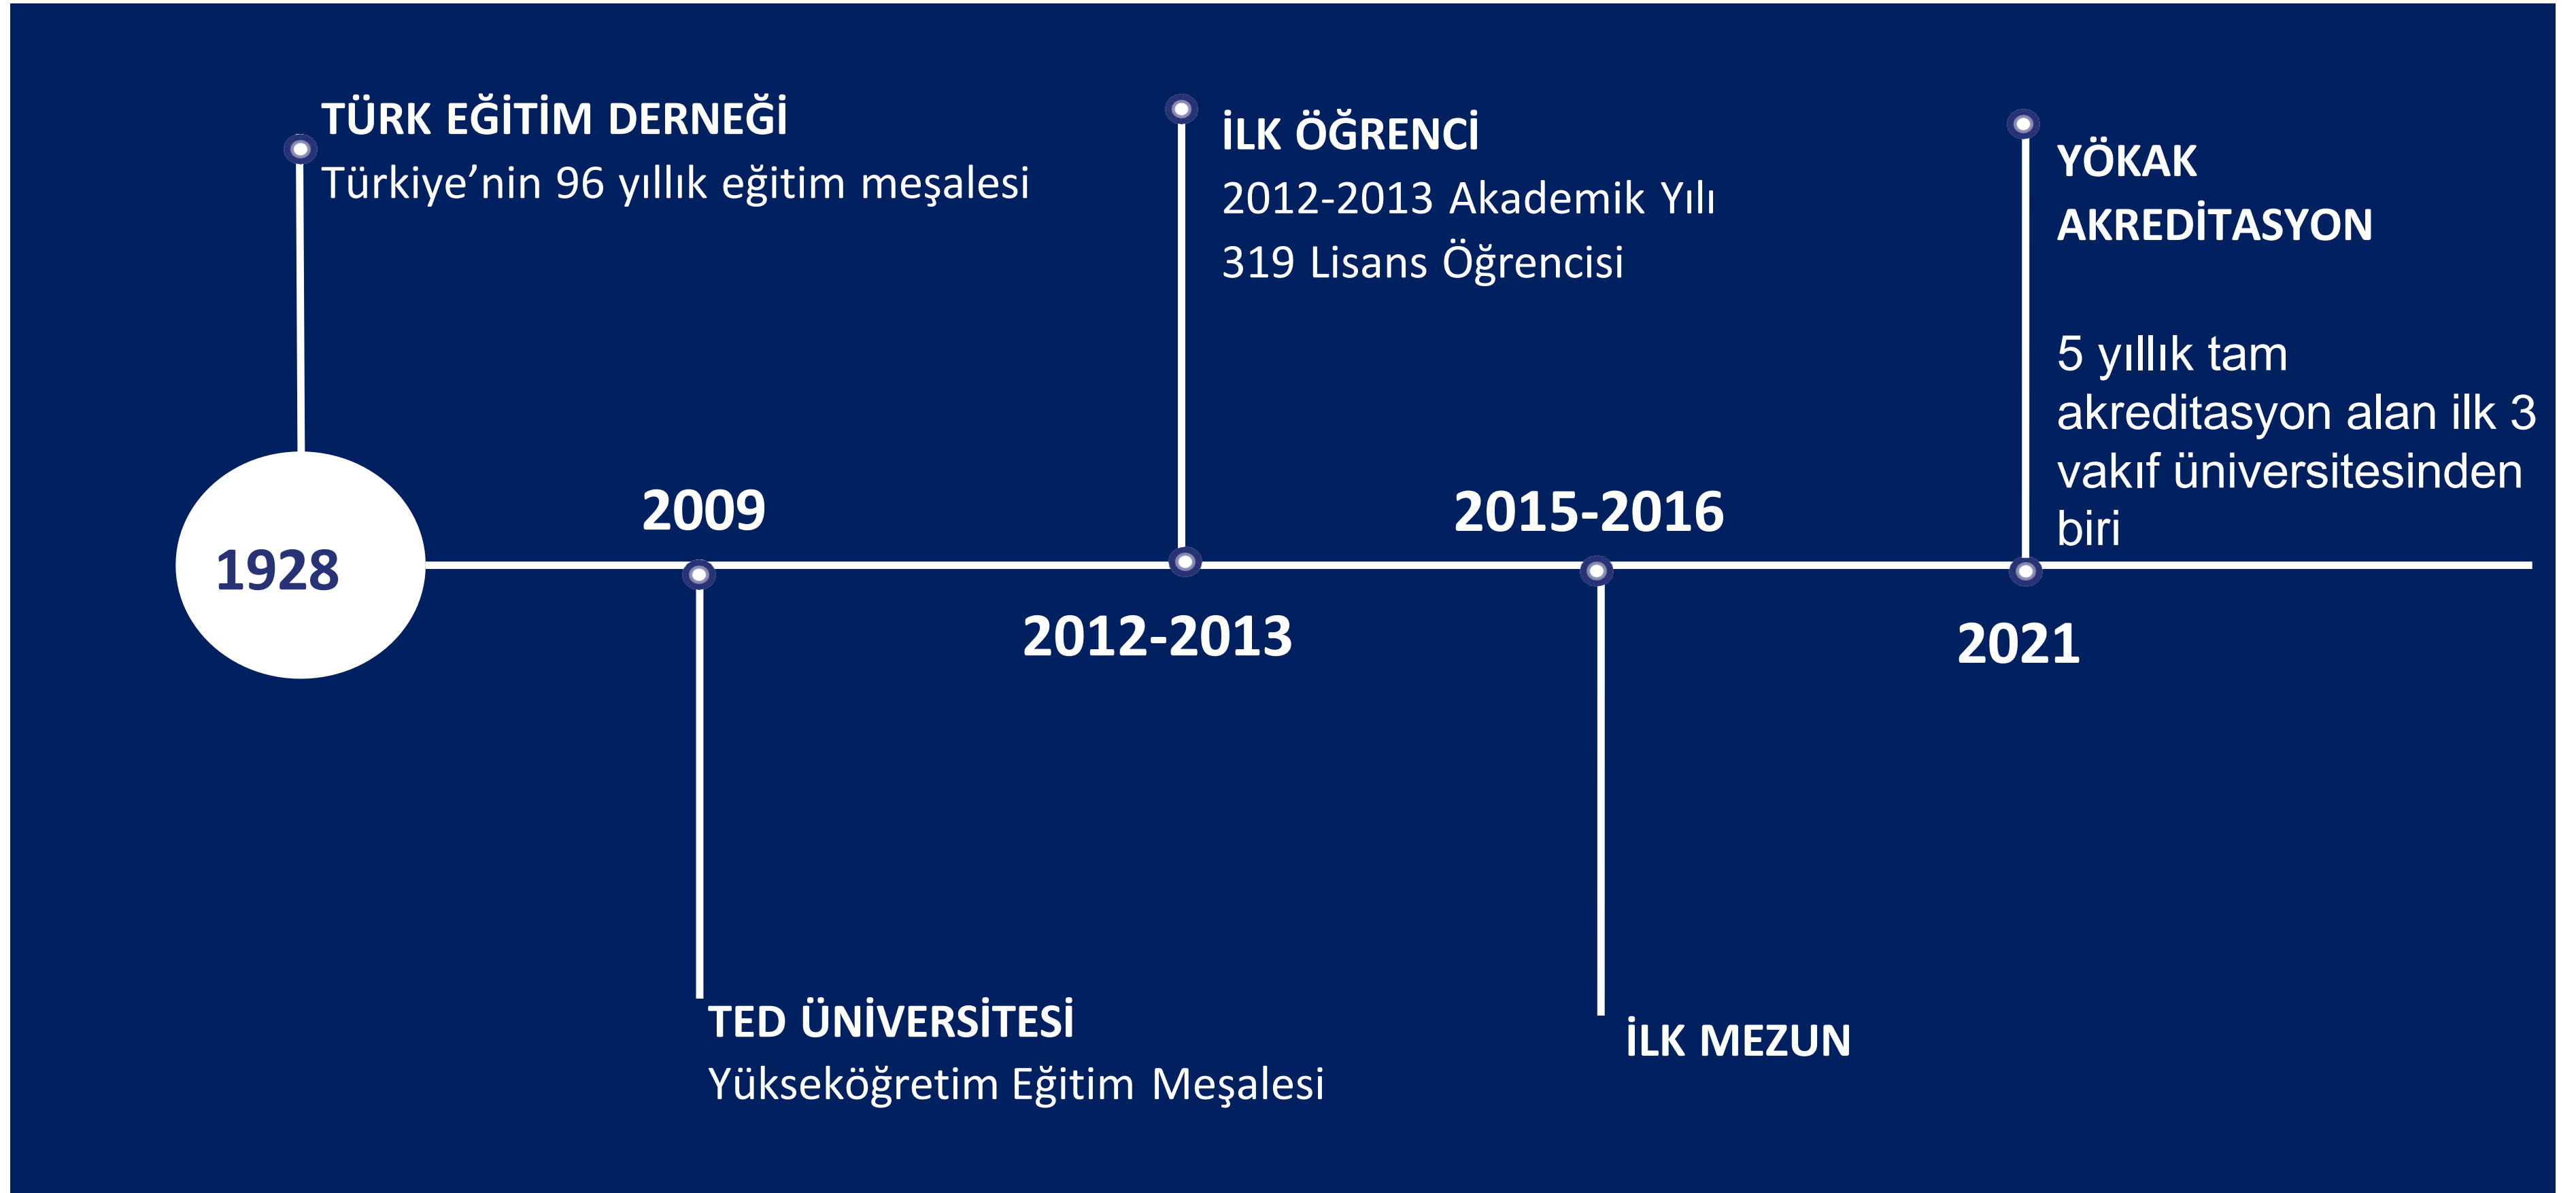 TÜRK EĞİTİM DERNEĞİ
Türkiye’nin 96 yıllık eğitim meşalesi
1928
2009
TED ÜNİVERSİTESİ
Yükseköğretim Eğitim Meşalesi
İLK ÖĞRENCİ
2012-2013 Akademik Yılı
319 Lisans Öğrencisi
2012-2013
2015-2016
İLK MEZUN
YÖKAK
AKREDİTASYON
5 yıllık tam
akreditasyon alan ilk 3
vakıf üniversitesinden
biri
2021